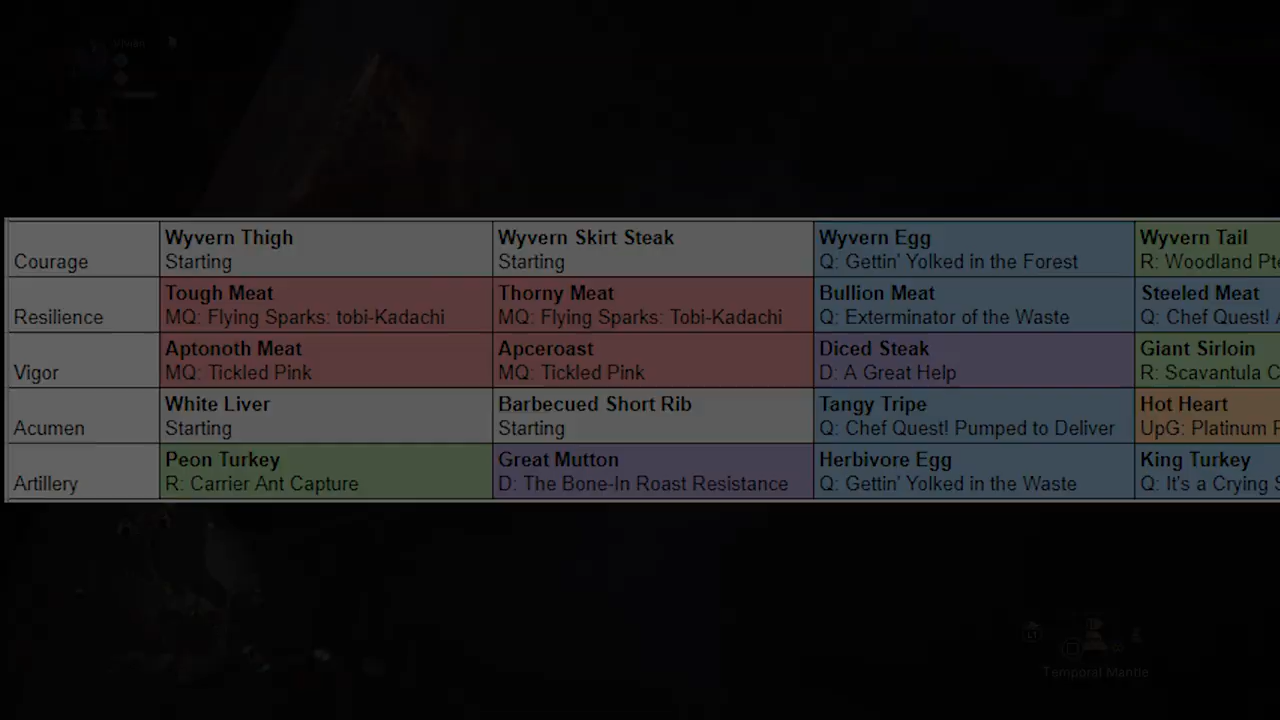 Courage
Wyvern Thigh
Starting
Wyvern Skirt Steak
Starting
Wyvern Egg
Q: Gettin' Yolked in the Forest
Wyvern Tail
R: Woodland
Resilience
Tough Meat
MQ: Flying Sparks: tobi-Kadachi
Thorny Meat
MQ: Flying Sparks: Tobi-Kadachi
Bullion Meat
Q: Exterminator of the Waste
Steeled Meat
Q: Chef Quest!
Vigor
Aptonoth Meat
MQ: Tickled Pink
Apceroast
MQ: Tickled Pink
Diced Steak
D: A Great Help
Giant Sirloin
R: Scavantula
Acumen
White Liver
Starting
Barbecued Short Rib
Starting
Tangy Tripe
Q: Chef Quest! Pumped to Deliver
Hot Heart
UpG: Platinum
Artillery
Peon Turkey
R: Carrier Ant Capture
Great Mutton
D: The Bone-In Roast Resistance
Herbivore Egg
Q: Gettin' Yolked in the Waste
King Turkey
Q: It's a Crying
Temporal Mantle